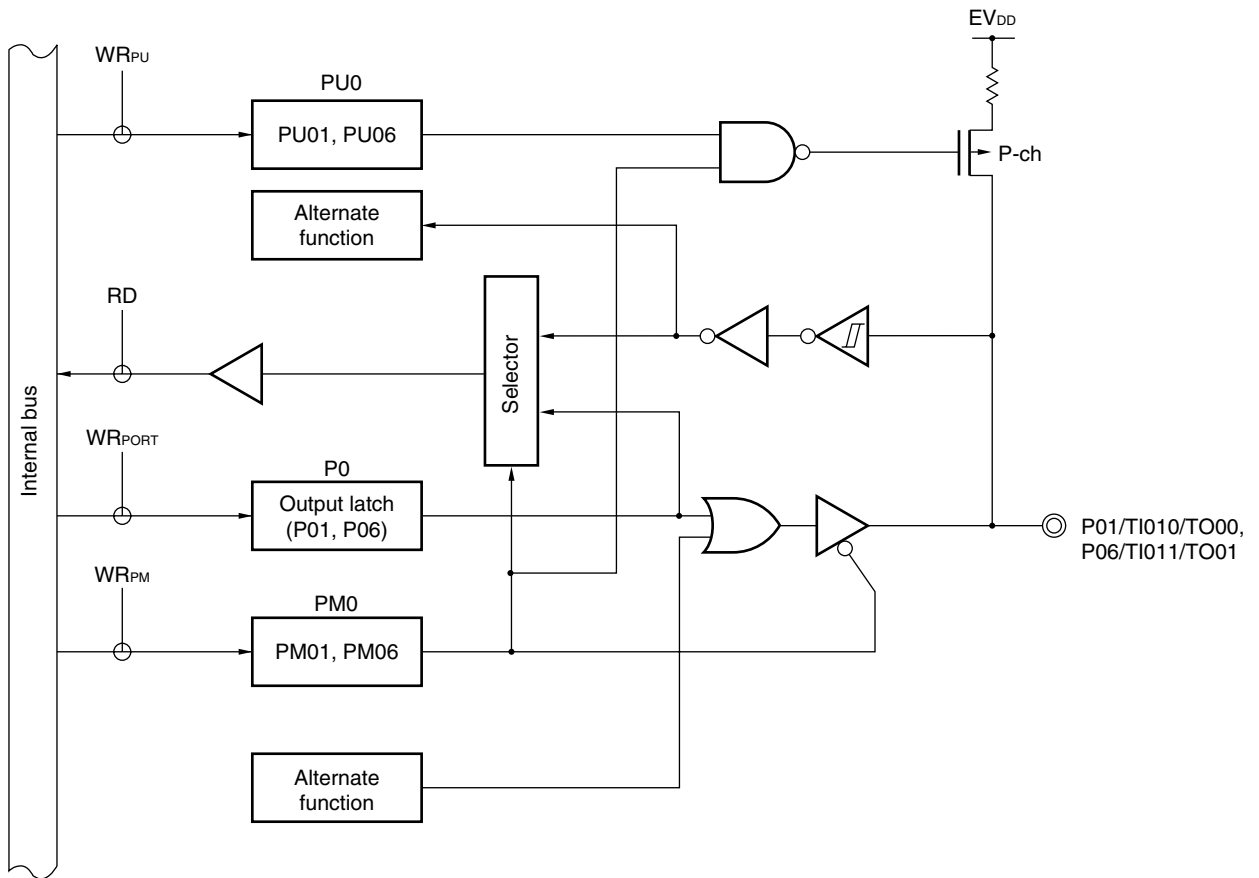 EVDD
WRPU
PU0
PU01, PU06
P-ch
Alternate
function
RD
Selector
Internal bus
WRPORT
P0
Output latch
(P01, P06)
P01/TI010/TO00,
P06/TI011/TO01
WRPM
PM0
PM01, PM06
Alternate
function